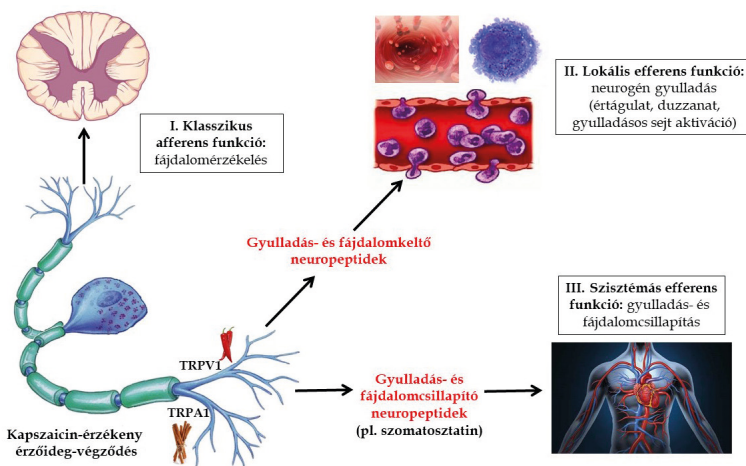 I. Klasszikus
afferens funkció:
fájdalomérzékelés
II. Lokális efferens funkció:
neurogén gyulladás
(értágulat, duzzanat,
gyulladásos sejt aktiváció)
Gyulladás- és fájdalomkeltő
neuropeptidek
III. Szisztémás efferens
funkció: gyulladás- és
fájdalomcsillapítás
TRPV1
TRPA1
Gyulladás- és
fájdalomcsillapító
neuropeptidek
(pl. szomatosztatin)
Kapszaicin-érzékeny
érzőideg-végződés